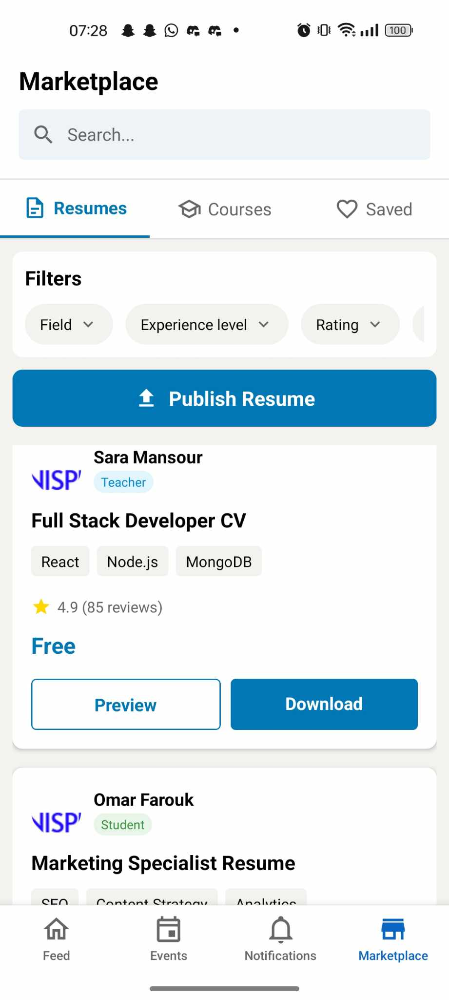 07:28
100
Marketplace
Search...
Resumes
Courses
Saved
Filters
Field
Experience level
Rating
Publish Resume
Sara Mansour
Teacher
Full Stack Developer CV
React
Node.js
MongoDB
4.9 (85 reviews)
Free
Preview
Download
Omar Farouk
Student
Marketing Specialist Resume
SEO
Content Strategy
Analytics
Feed
Events
Notifications
Marketplace